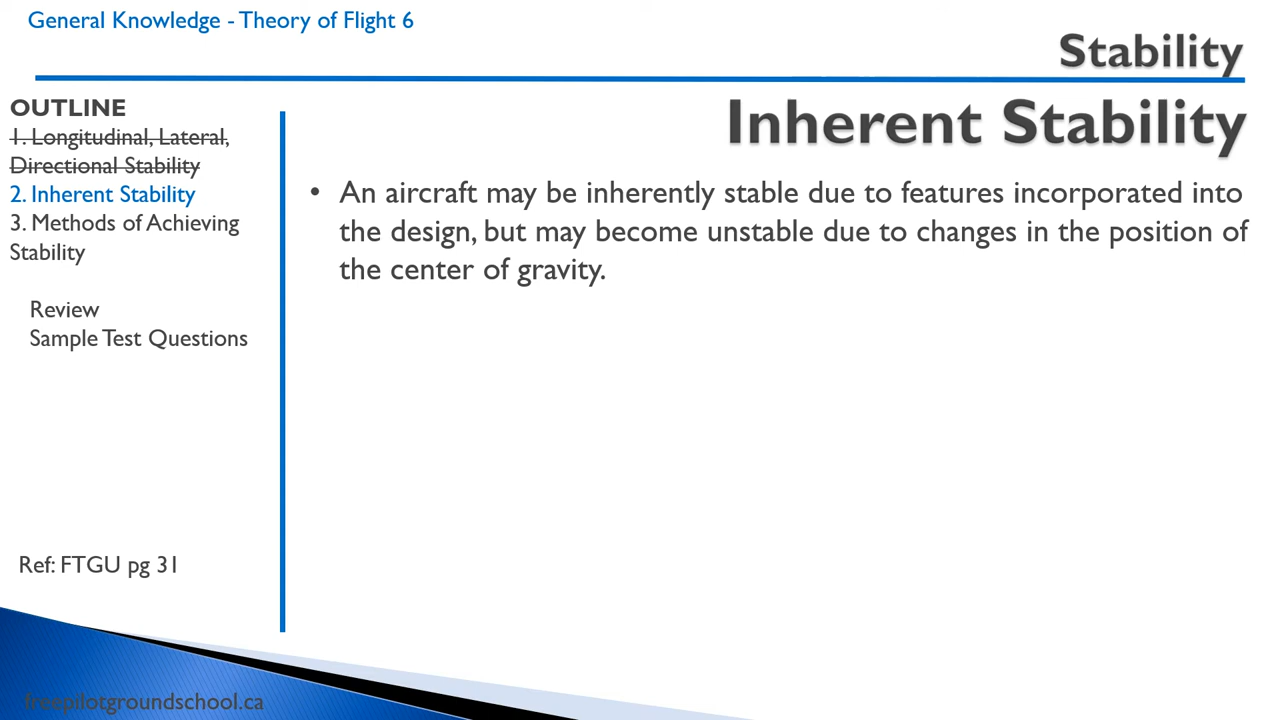 General Knowledge - Theory of Flight 6
Stability
Inherent Stability
OUTLINE
1. Longitudinal, Lateral,
Directional Stability
2. Inherent Stability
3. Methods of Achieving
Stability
Review
Sample Test Questions
Ref: FTGU pg 31
• An aircraft may be inherently stable due to features incorporated into
the design, but may become unstable due to changes in the position of
the center of gravity.
freepilotgroundschool.ca